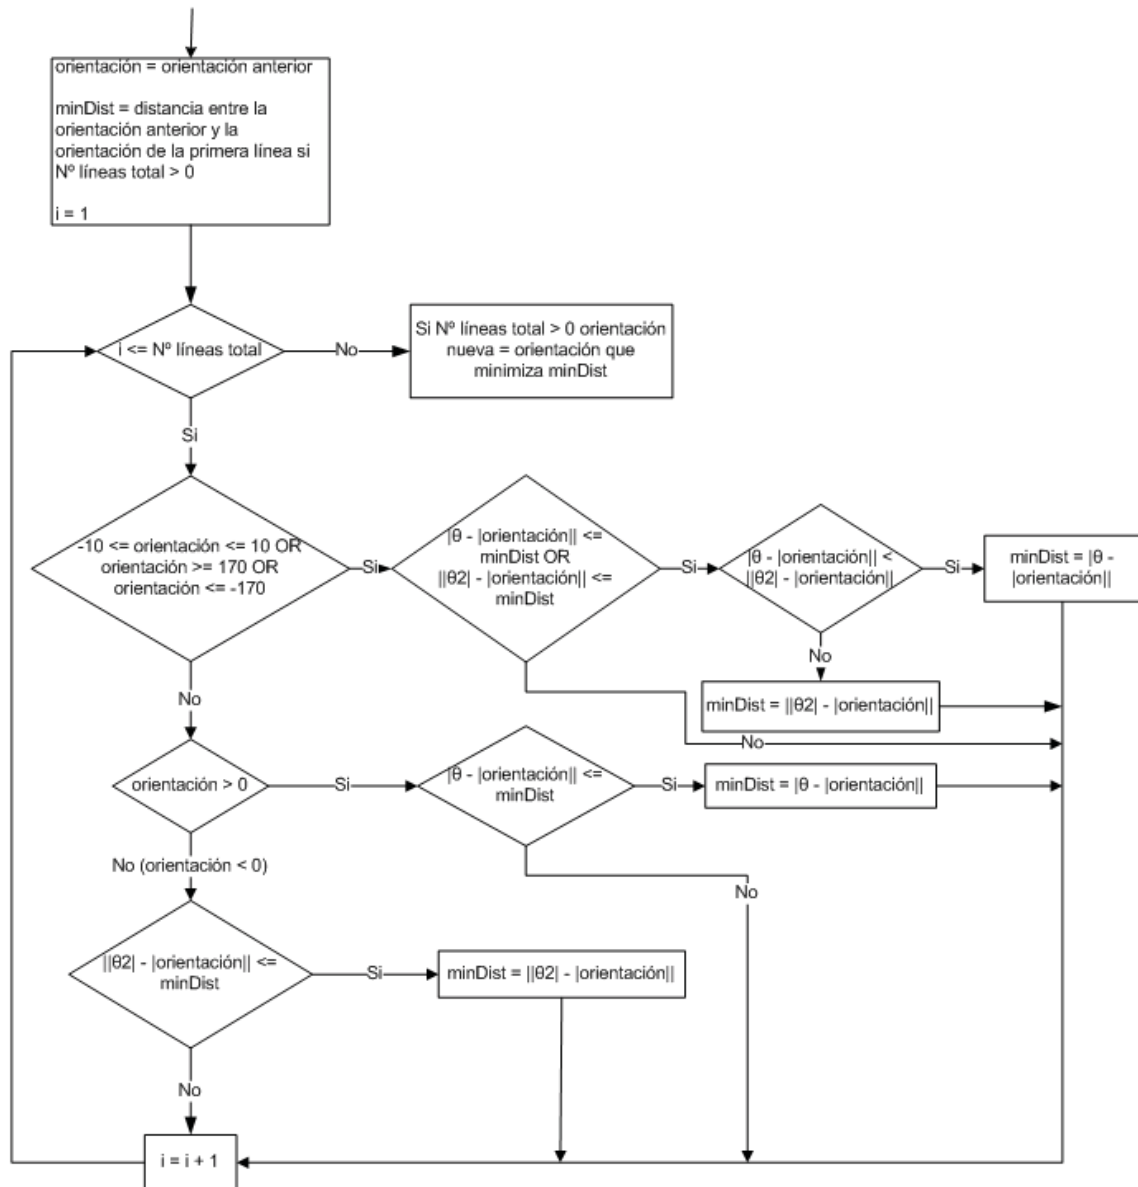 orientación = orientación anterior
minDist = distancia entre la
orientación anterior y la
orientación de la primera línea si
Nº líneas total > 0
i = 1
i <= Nº líneas total
No
Si Nº líneas total > 0 orientación
nueva = orientación que
minimiza minDist
Si
-10 <= orientación <= 10 OR
orientación >= 170 OR
orientación <= -170
Si
|θ - |orientación|| <=
minDist OR
||θ2| - |orientación|| <=
minDist
Si
|θ - |orientación|| <
||θ2| - |orientación||
Si
minDist = |θ -
|orientación||
No
minDist = ||θ2| - |orientación||
No
No
orientación > 0
Si
|θ - |orientación|| <=
minDist
Si
minDist = |θ - |orientación||
No (orientación < 0)
No
||θ2| - |orientación|| <=
minDist
Si
minDist = ||θ2| - |orientación||
No
i = i + 1